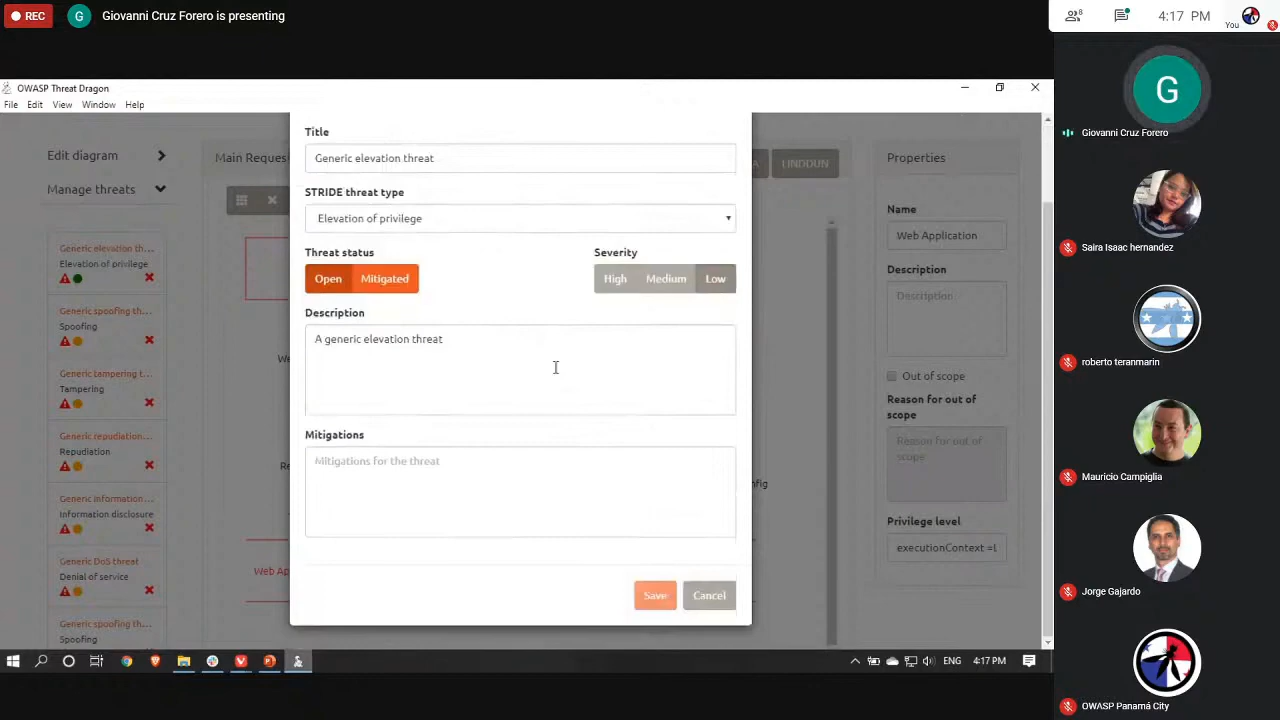 REC
G
Giovanni Cruz Forero is presenting
8
4:17 PM
You
OWASP Threat Dragon
File Edit View Window Help
Edit diagram
Manage threats
Generic elevation th...
Elevation of privilege
Generic spoofing th...
Spoofing
Generic tampering t...
Tampering
Generic repudiation...
Repudiation
Generic information...
Information disclosure
Generic DoS threat
Denial of service
Generic spoofing th...
Spoofing
Main Reques
LINDDUN
Title
Generic elevation threat
STRIDE threat type
Elevation of privilege
Threat status
Open Mitigated
Severity
High Medium Low
Description
A generic elevation threat
Mitigations
Mitigations for the threat
Save Cancel
Properties
Name
Web Application
Description
Description
Out of scope
Reason for out of
scope
Reason for out of
scope
Privilege level
executionContext =L
G
Giovanni Cruz Forero
Saira Isaac hernandez
roberto teranmarin
Mauricio Campiglia
Jorge Gajardo
OWASP Panamá City
ENG 4:17 PM